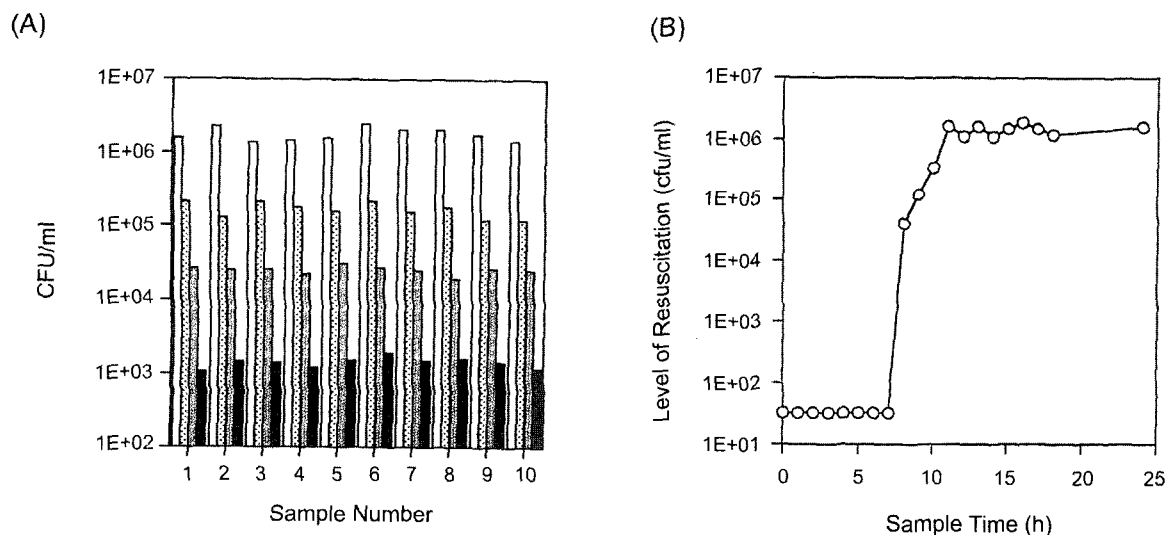 (A)
1E+07
1E+06
1E+05
1E+04
1E+03
1E+02
CFU/ml
1 2 3 4 5 6 7 8 9 10
Sample Number
(B)
1E+07
1E+06
1E+05
1E+04
1E+03
1E+02
1E+01
Level of Resuscitation (cfu/ml)
0 5 10 15 20 25
Sample Time (h)